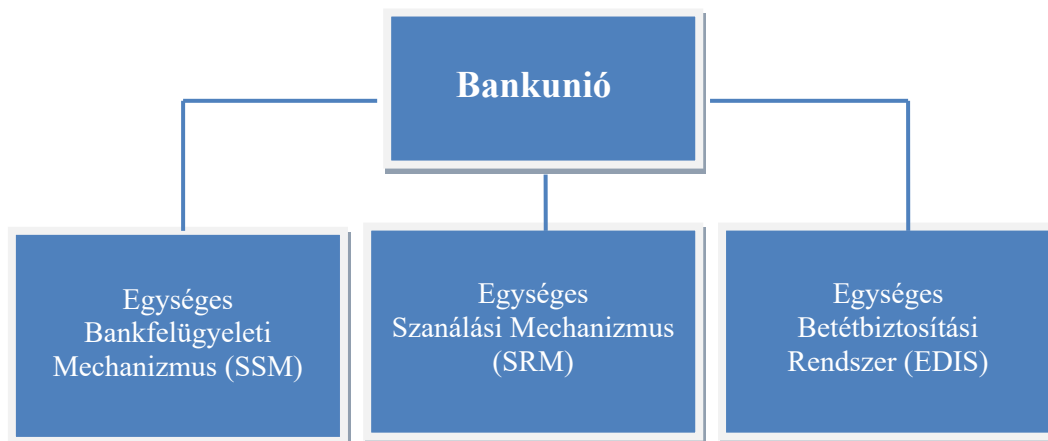 Bankunió
Egységes
Bankfelügyeleti
Mechanizmus (SSM)
Egységes
Szanálási Mechanizmus
(SRM)
Egységes
Betétbiztosítási
Rendszer (EDIS)